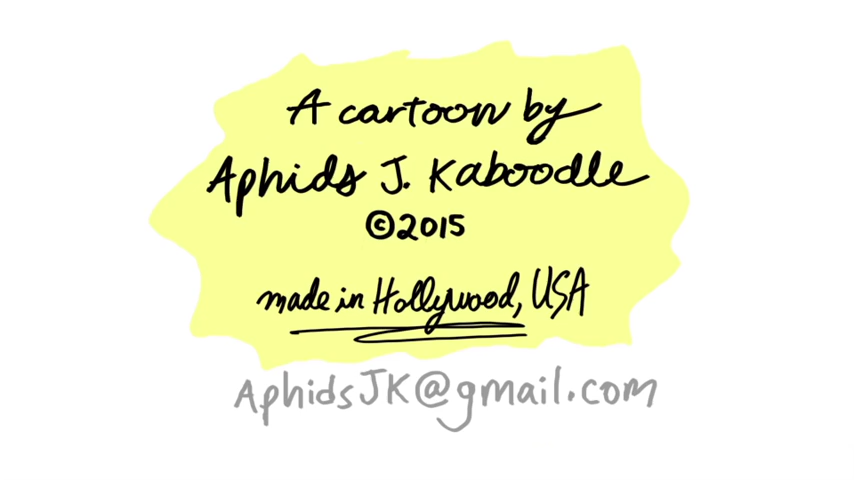 A cartoon by
Aphids J. Kaboodle
©2015
made in Hollywood, USA
AphidsJK@gmail.com